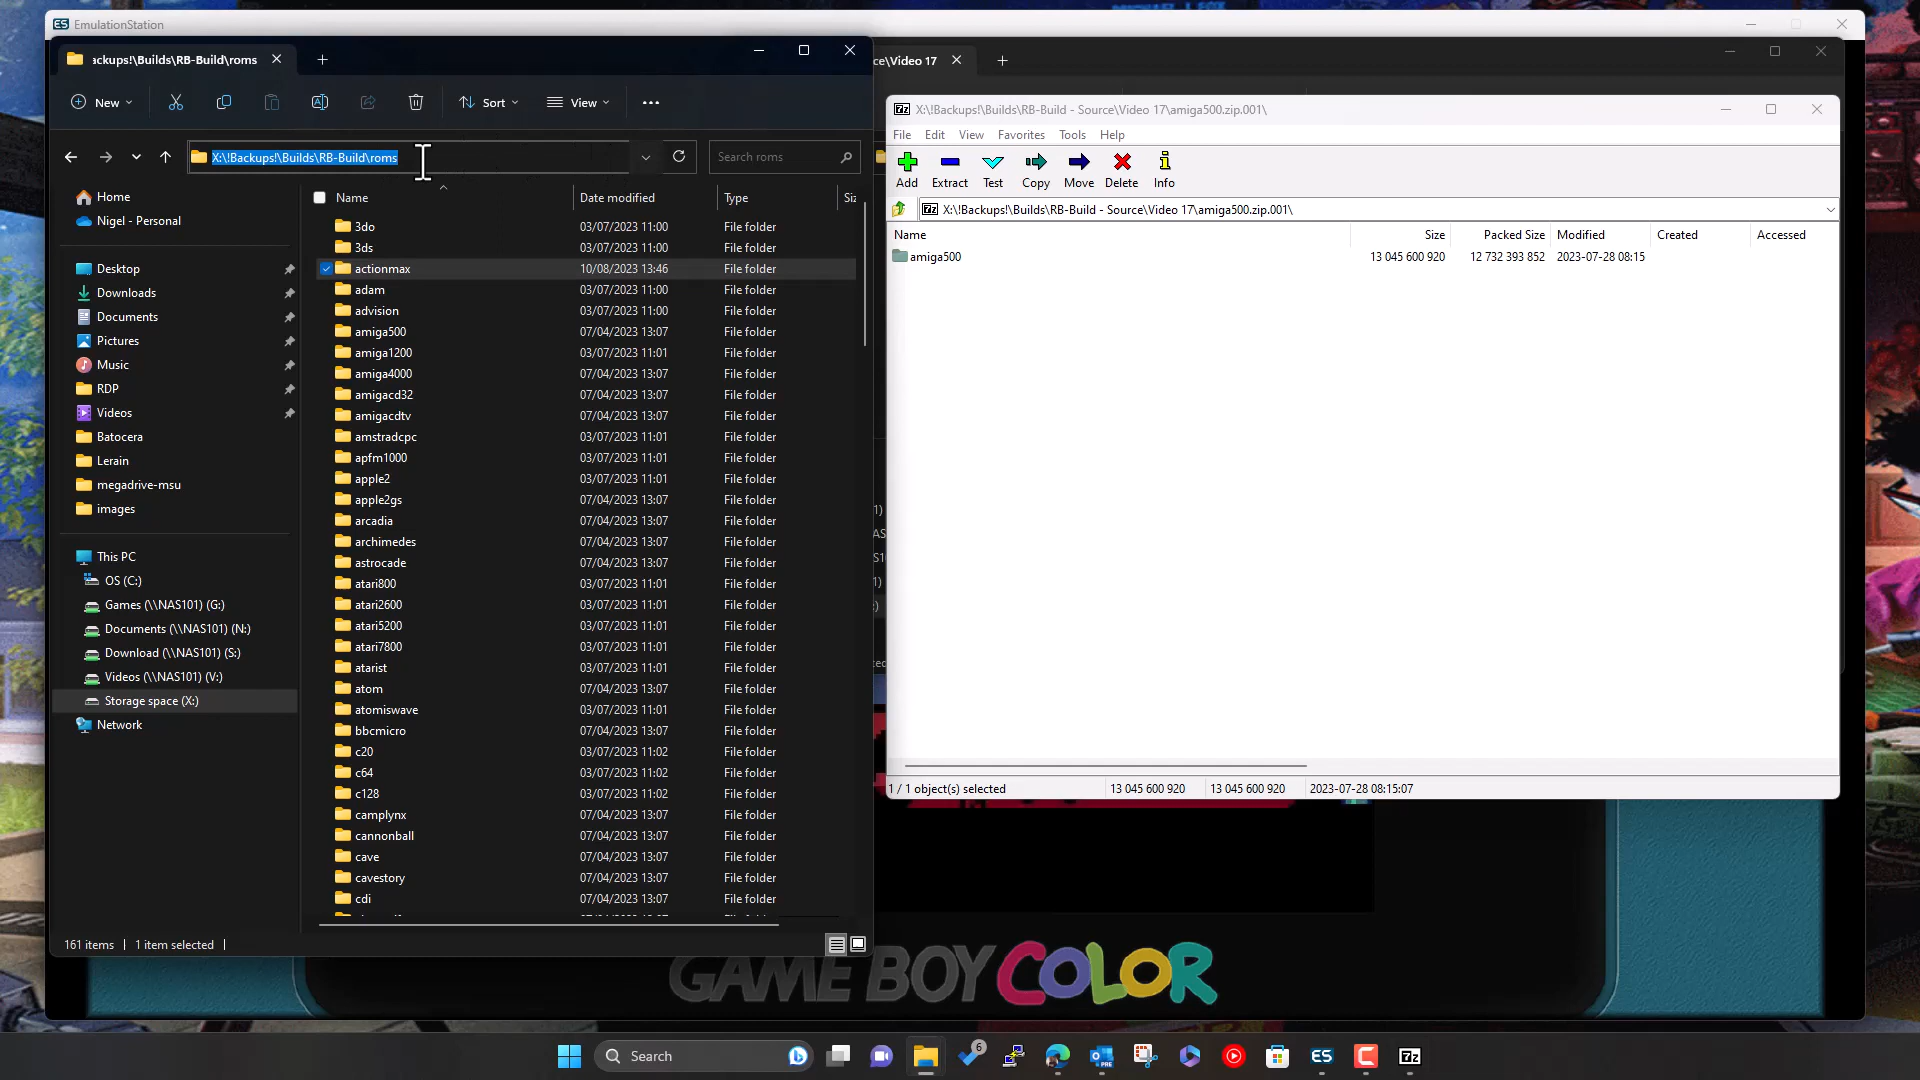 EmulationStation
ackups!\Builds\RB-Build\roms
ce\Video 17
New
Sort
View
X:\!Backups!\Builds\RB-Build\roms
Search roms
Home
Nigel - Personal
Desktop
Downloads
Documents
Pictures
Music
RDP
Videos
Batocera
Lerain
megadrive-msu
images
This PC
OS (C:)
Games (\\NAS101) (G:)
Documents (\\NAS101) (N:)
Download (\\NAS101) (S:)
Videos (\\NAS101) (V:)
Storage space (X:)
Network
Name Date modified Type Siz
3do 03/07/2023 11:00 File folder
3ds 03/07/2023 11:00 File folder
actionmax 10/08/2023 13:46 File folder
adam 03/07/2023 11:00 File folder
advision 03/07/2023 11:00 File folder
amiga500 07/04/2023 13:07 File folder
amiga1200 03/07/2023 11:01 File folder
amiga4000 07/04/2023 13:07 File folder
amigacd32 07/04/2023 13:07 File folder
amigacdtv 07/04/2023 13:07 File folder
amstradcpc 03/07/2023 11:01 File folder
apfm1000 03/07/2023 11:01 File folder
apple2 03/07/2023 11:01 File folder
apple2gs 07/04/2023 13:07 File folder
arcadia 07/04/2023 13:07 File folder
archimedes 07/04/2023 13:07 File folder
astrocade 07/04/2023 13:07 File folder
atari800 03/07/2023 11:01 File folder
atari2600 03/07/2023 11:01 File folder
atari5200 03/07/2023 11:01 File folder
atari7800 03/07/2023 11:01 File folder
atarist 03/07/2023 11:01 File folder
atom 07/04/2023 13:07 File folder
atomiswave 03/07/2023 11:01 File folder
bbcmicro 07/04/2023 13:07 File folder
c20 03/07/2023 11:02 File folder
c64 03/07/2023 11:02 File folder
c128 03/07/2023 11:02 File folder
camplynx 07/04/2023 13:07 File folder
cannonball 07/04/2023 13:07 File folder
cave 07/04/2023 13:07 File folder
cavestory 07/04/2023 13:07 File folder
cdi 07/04/2023 13:07 File folder
161 items 1 item selected
7z X:\!Backups!\Builds\RB-Build - Source\Video 17\amiga500.zip.001\
File Edit View Favorites Tools Help
Add Extract Test Copy Move Delete Info
7z X:\!Backups!\Builds\RB-Build - Source\Video 17\amiga500.zip.001\
Name Size Packed Size Modified Created Accessed
amiga500 13 045 600 920 12 732 393 852 2023-07-28 08:15
1 / 1 object(s) selected 13 045 600 920 13 045 600 920 2023-07-28 08:15:07
GAME BOY COLOR
Search
6
ES
7z